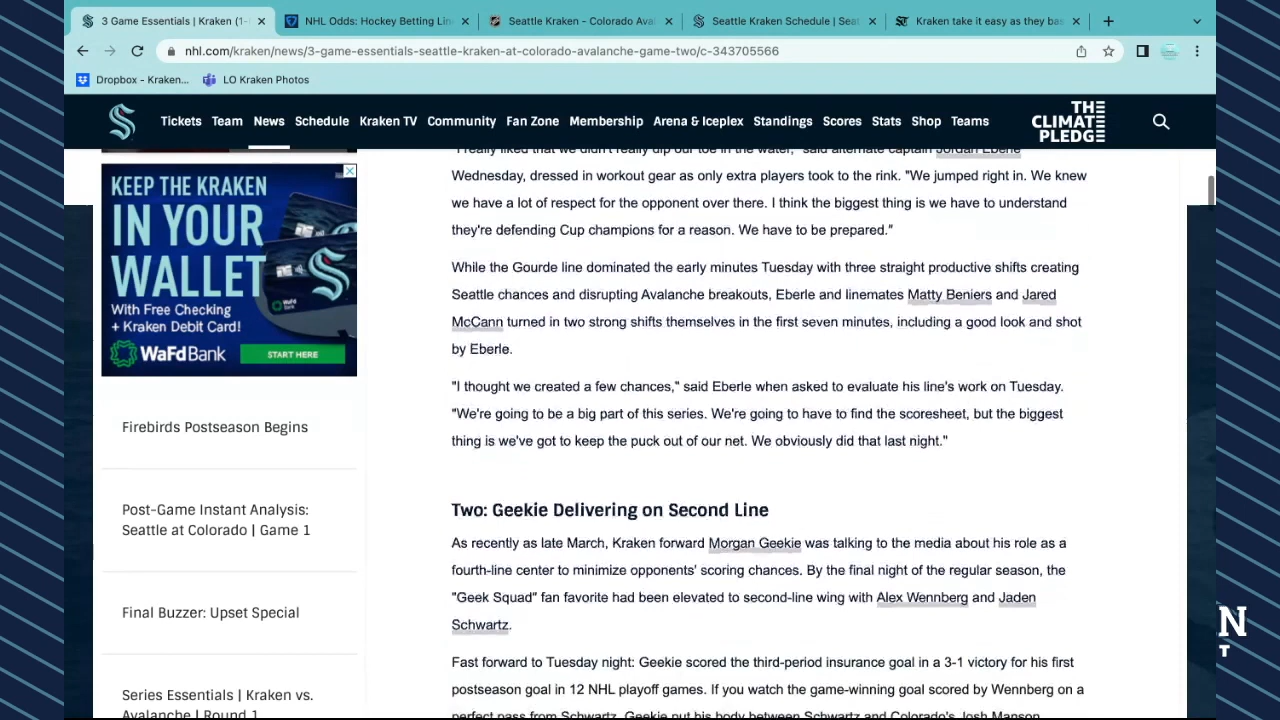 3 Game Essentials | Kraken (1-
NHL Odds: Hockey Betting Lin
Seattle Kraken - Colorado Aval
Seattle Kraken Schedule | Seat
Kraken take it easy as they bas
nhl.com/kraken/news/3-game-essentials-seattle-kraken-at-colorado-avalanche-game-two/c-343705566
Dropbox - Kraken...
LO Kraken Photos
Tickets Team News Schedule Kraken TV Community Fan Zone Membership Arena & Iceplex Standings Scores Stats Shop Teams
THE
CLIMATE
PLEDGE
"I really liked that we didn't really dip our toe in the water," said alternate captain Jordan Eberle
Wednesday, dressed in workout gear as only extra players took to the rink. "We jumped right in. We knew
we have a lot of respect for the opponent over there. I think the biggest thing is we have to understand
they're defending Cup champions for a reason. We have to be prepared."
While the Gourde line dominated the early minutes Tuesday with three straight productive shifts creating
Seattle chances and disrupting Avalanche breakouts, Eberle and linemates Matty Beniers and Jared
McCann turned in two strong shifts themselves in the first seven minutes, including a good look and shot
by Eberle.
"I thought we created a few chances," said Eberle when asked to evaluate his line's work on Tuesday.
"We're going to be a big part of this series. We're going to have to find the scoresheet, but the biggest
thing is we've got to keep the puck out of our net. We obviously did that last night."
Two: Geekie Delivering on Second Line
As recently as late March, Kraken forward Morgan Geekie was talking to the media about his role as a
fourth-line center to minimize opponents' scoring chances. By the final night of the regular season, the
"Geek Squad" fan favorite had been elevated to second-line wing with Alex Wennberg and Jaden
Schwartz.
Fast forward to Tuesday night: Geekie scored the third-period insurance goal in a 3-1 victory for his first
postseason goal in 12 NHL playoff games. If you watch the game-winning goal scored by Wennberg on a
perfect pass from Schwartz, Geekie put his body between Schwartz and Colorado's Josh Manson
KEEP THE KRAKEN
IN YOUR
WALLET
With Free Checking
+ Kraken Debit Card!
WaFd Bank
START HERE
Firebirds Postseason Begins
Post-Game Instant Analysis:
Seattle at Colorado | Game 1
Final Buzzer: Upset Special
Series Essentials | Kraken vs.
Avalanche | Round 1
N
T